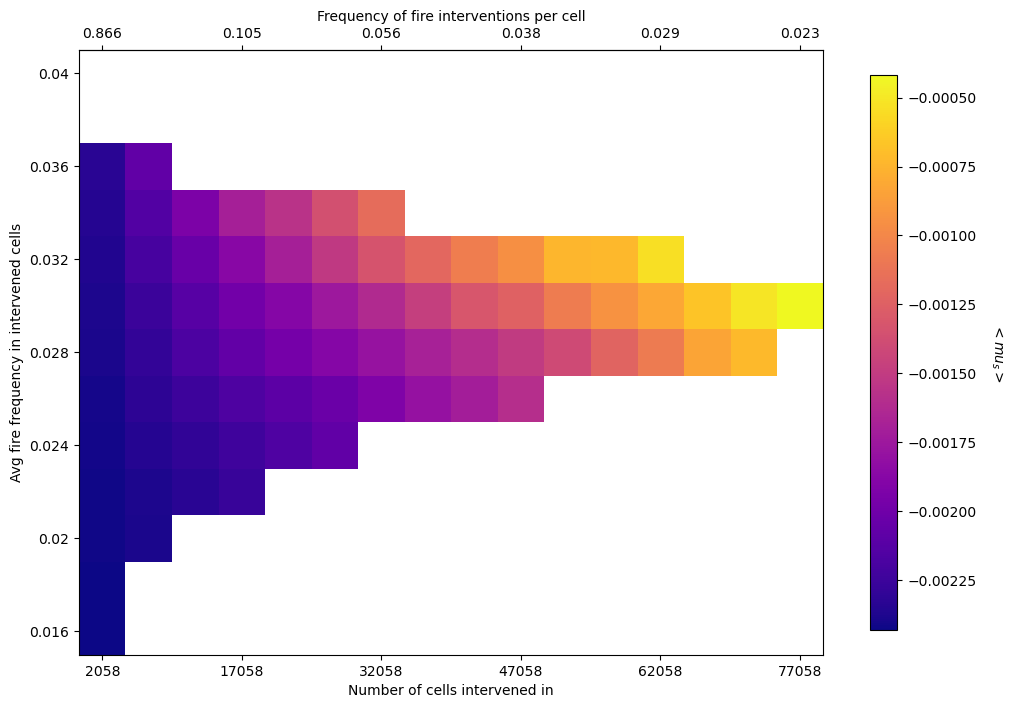 Frequency of fire interventions per cell
0.866 0.105 0.056 0.038 0.029 0.023
0.04
0.036
0.032
0.028
0.024
0.02
0.016
Avg fire frequency in intervened cells
2058 17058 32058 47058 62058 77058
Number of cells intervened in
−0.00050
−0.00075
−0.00100
−0.00125
−0.00150
−0.00175
−0.00200
−0.00225
< mu_s >